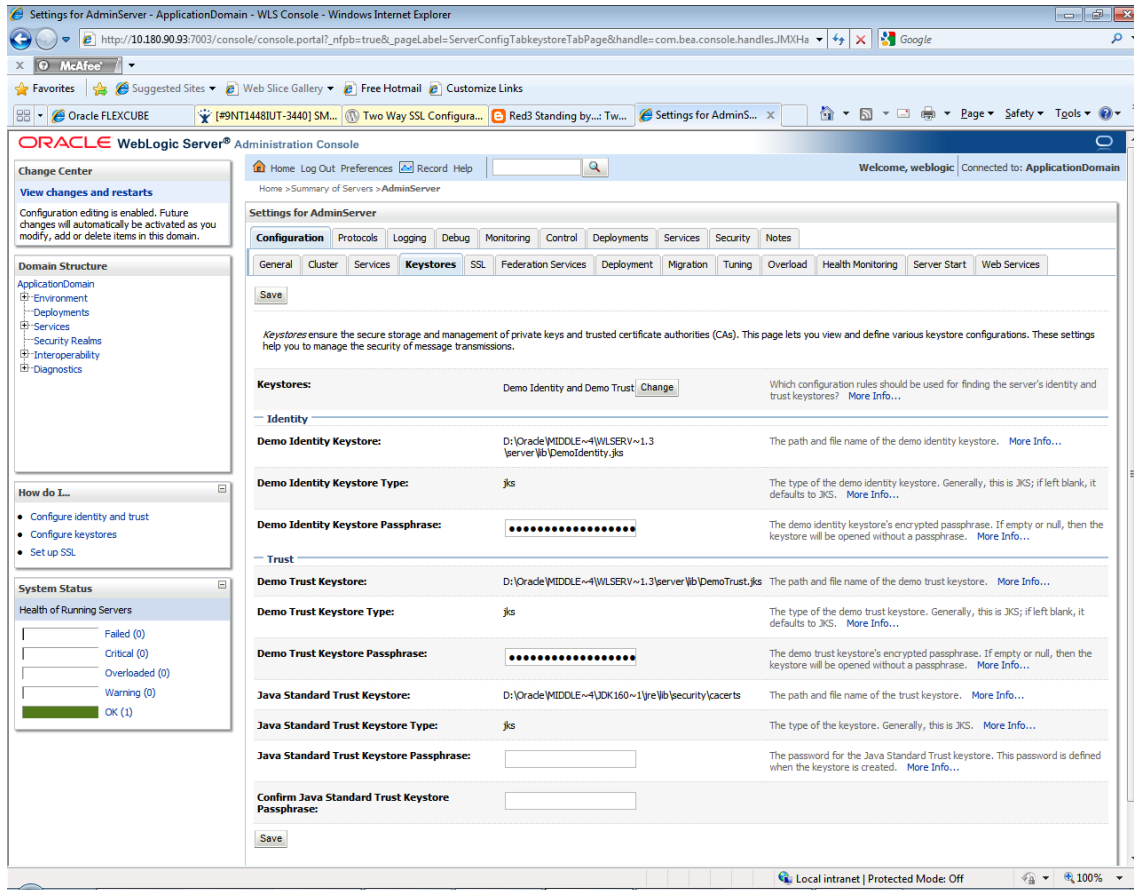 Settings for AdminServer - ApplicationDomain - WLS Console - Windows Internet Explorer
http://10.180.90.93:7003/console/console.portal?_nfpb=true&_pageLabel=ServerConfigTabkeystoreTabPage&handle=com.bea.console.handles.JMXHa
Google
x McAfee
Favorites Suggested Sites Web Slice Gallery Free Hotmail Customize Links
Oracle FLEXCUBE [#9NT1448IUT-3440] SM... Two Way SSL Configura... Red3 Standing by...: Tw... Settings for AdminS... X Page Safety Tools
ORACLE WebLogic Server® Administration Console
Change Center
View changes and restarts
Configuration editing is enabled. Future
changes will automatically be activated as you
modify, add or delete items in this domain.
Domain Structure
ApplicationDomain
Environment
Deployments
Services
Security Realms
Interoperability
Diagnostics
How do I...
Configure identity and trust
Configure keystores
Set up SSL
System Status
Health of Running Servers
Failed (0)
Critical (0)
Overloaded (0)
Warning (0)
OK (1)
Home Log Out Preferences Record Help
Welcome, weblogic Connected to: ApplicationDomain
Home >Summary of Servers >AdminServer
Settings for AdminServer
Configuration Protocols Logging Debug Monitoring Control Deployments Services Security Notes
General Cluster Services Keystores SSL Federation Services Deployment Migration Tuning Overload Health Monitoring Server Start Web Services
Save
Keystores ensure the secure storage and management of private keys and trusted certificate authorities (CAs). This page lets you view and define various keystore configurations. These settings
help you to manage the security of message transmissions.
Keystores:
Demo Identity and Demo Trust Change
Which configuration rules should be used for finding the server's identity and
trust keystores? More Info...
Identity
Demo Identity Keystore:
D:\Oracle\MIDDLE~4\WLSERV~1.3
\server\lib\DemoIdentity.jks
The path and file name of the demo identity keystore. More Info...
Demo Identity Keystore Type:
jks
The type of the demo identity keystore. Generally, this is JKS; if left blank, it
defaults to JKS. More Info...
Demo Identity Keystore Passphrase:
The demo identity keystore's encrypted passphrase. If empty or null, then the
keystore will be opened without a passphrase. More Info...
Trust
Demo Trust Keystore:
D:\Oracle\MIDDLE~4\WLSERV~1.3\server\lib\DemoTrust.jks
The path and file name of the demo trust keystore. More Info...
Demo Trust Keystore Type:
jks
The type of the demo trust keystore. Generally, this is JKS; if left blank, it
defaults to JKS. More Info...
Demo Trust Keystore Passphrase:
The demo trust keystore's encrypted passphrase. If empty or null, then the
keystore will be opened without a passphrase. More Info...
Java Standard Trust Keystore:
D:\Oracle\MIDDLE~4\JDK160~1\jre\lib\security\cacerts
The path and file name of the trust keystore. More Info...
Java Standard Trust Keystore Type:
jks
The type of the keystore. Generally, this is JKS. More Info...
Java Standard Trust Keystore Passphrase:
The password for the Java Standard Trust keystore. This password is defined
when the keystore is created. More Info...
Confirm Java Standard Trust Keystore
Passphrase:
Save
Local intranet | Protected Mode: Off
100%